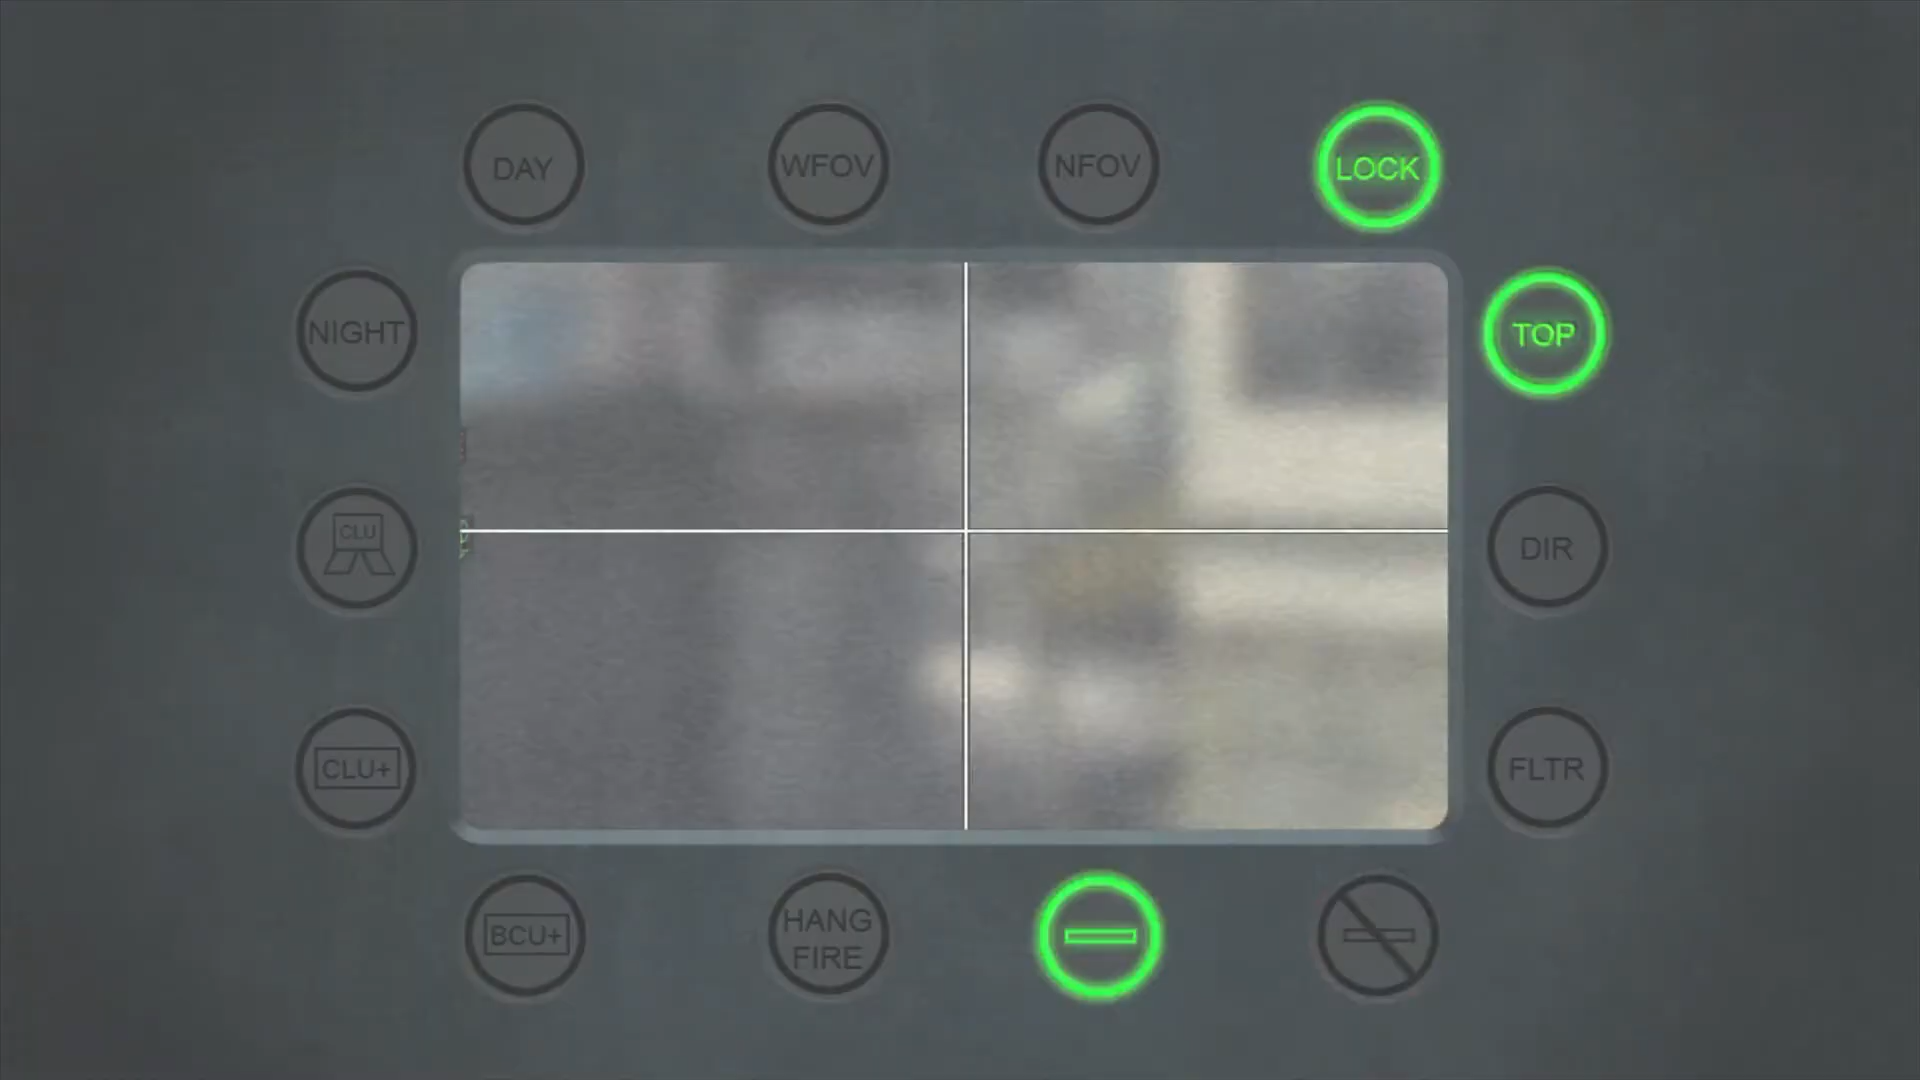 DAY
WFOV
NFOV
LOCK
NIGHT
TOP
CLU
DIR
CLU+
FLTR
BCU+
HANG
FIRE